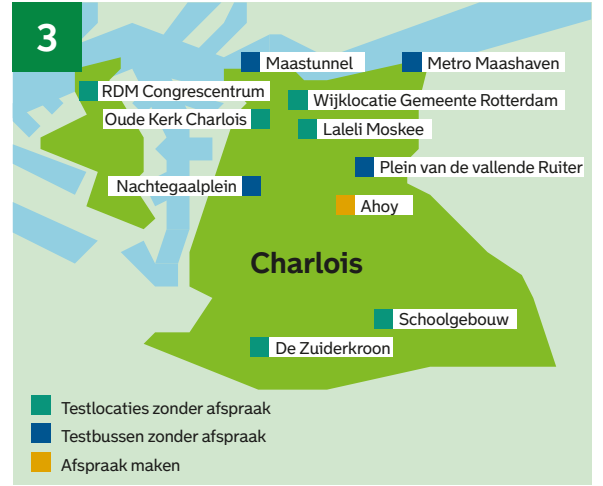 3
Maastunnel
Metro Maashaven
RDM Congrescentrum
Wijklocatie Gemeente Rotterdam
Oude Kerk Charlois
Laleli Moskee
Plein van de vallende Ruiter
Nachtegaalplein
Ahoy
Charlois
Schoolgebouw
De Zuiderkroon
Testlocaties zonder afspraak
Testbussen zonder afspraak
Afspraak maken